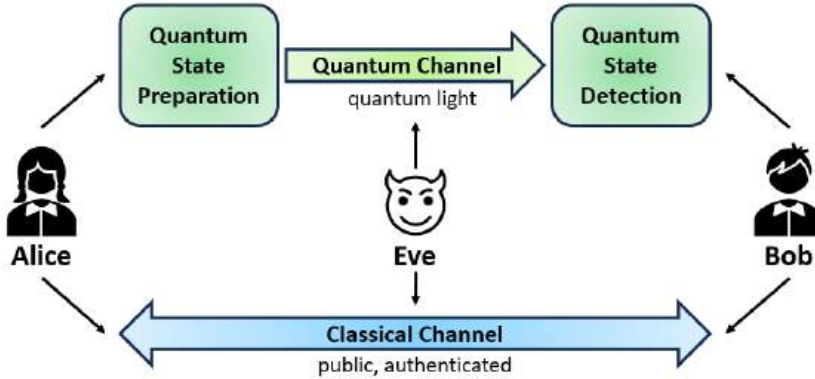 Quantum
State
Preparation
Quantum Channel
quantum light
Quantum
State
Detection
Alice
Eve
Bob
Classical Channel
public, authenticated